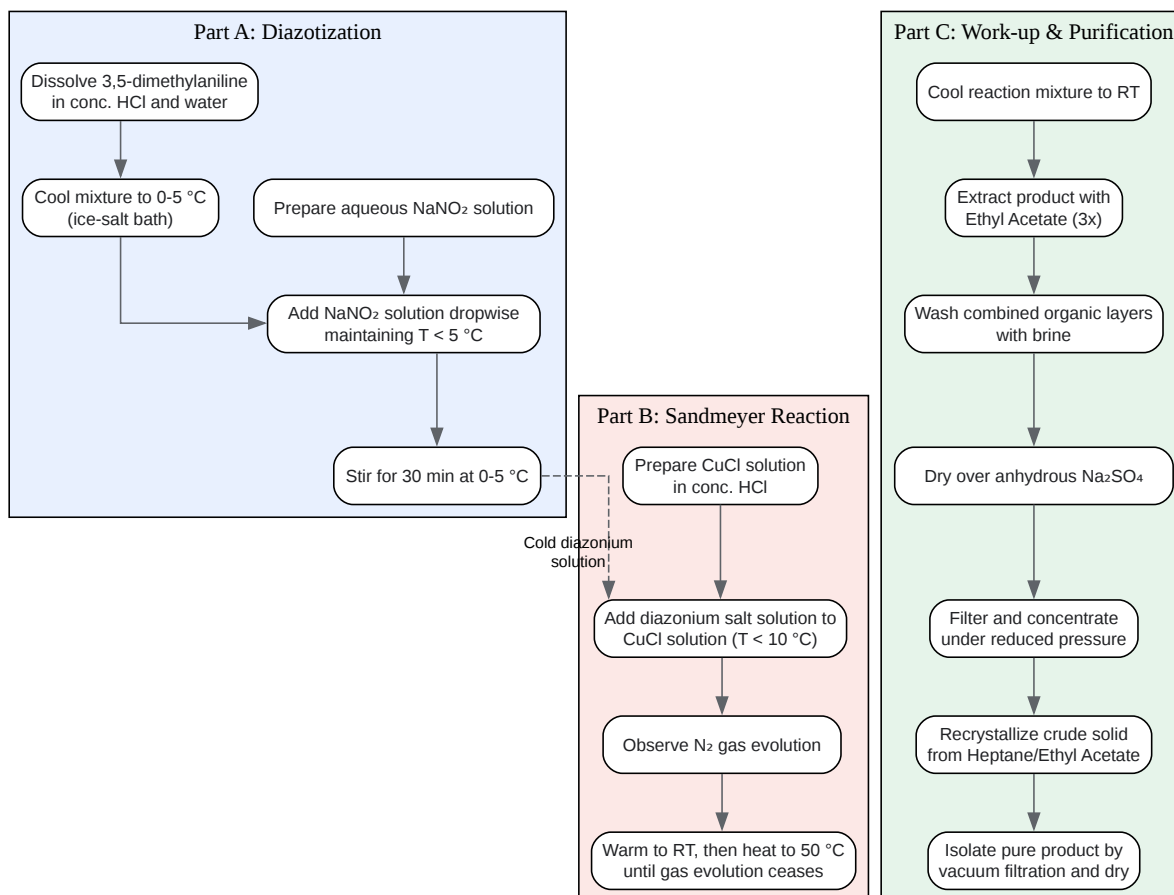 Part A: Diazotization
Dissolve 3,5-dimethylaniline
in conc. HCl and water
Cool mixture to 0-5 °C
(ice-salt bath)
Prepare aqueous NaNO₂ solution
Add NaNO₂ solution dropwise
maintaining T < 5 °C
Stir for 30 min at 0-5 °C
Cold diazonium
solution
Part B: Sandmeyer Reaction
Prepare CuCl solution
in conc. HCl
Add diazonium salt solution to
CuCl solution (T < 10 °C)
Observe N₂ gas evolution
Warm to RT, then heat to 50 °C
until gas evolution ceases
Part C: Work-up & Purification
Cool reaction mixture to RT
Extract product with
Ethyl Acetate (3x)
Wash combined organic layers
with brine
Dry over anhydrous Na₂SO₄
Filter and concentrate
under reduced pressure
Recrystallize crude solid
from Heptane/Ethyl Acetate
Isolate pure product by
vacuum filtration and dry